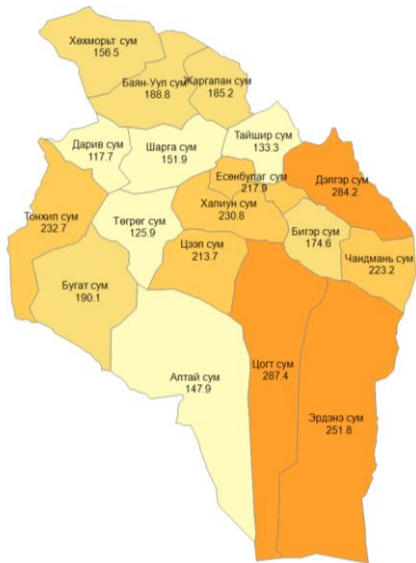 Хөхморьт сум
156.5
Баян-Уул сум
188.8
Жаргалан сум
185.2
Дарив сум
117.7
Шарга сум
151.9
Тайшир сум
133.3
Есөнбулаг сум
217.9
Дэлгэр сум
284.2
Тонхил сум
232.7
Төгрөг сум
125.9
Халиун сум
230.8
Бигэр сум
174.6
Цээл сум
213.7
Чандмань сум
223.2
Бугат сум
190.1
Алтай сум
147.9
Цогт сум
287.4
Эрдэнэ сум
251.8